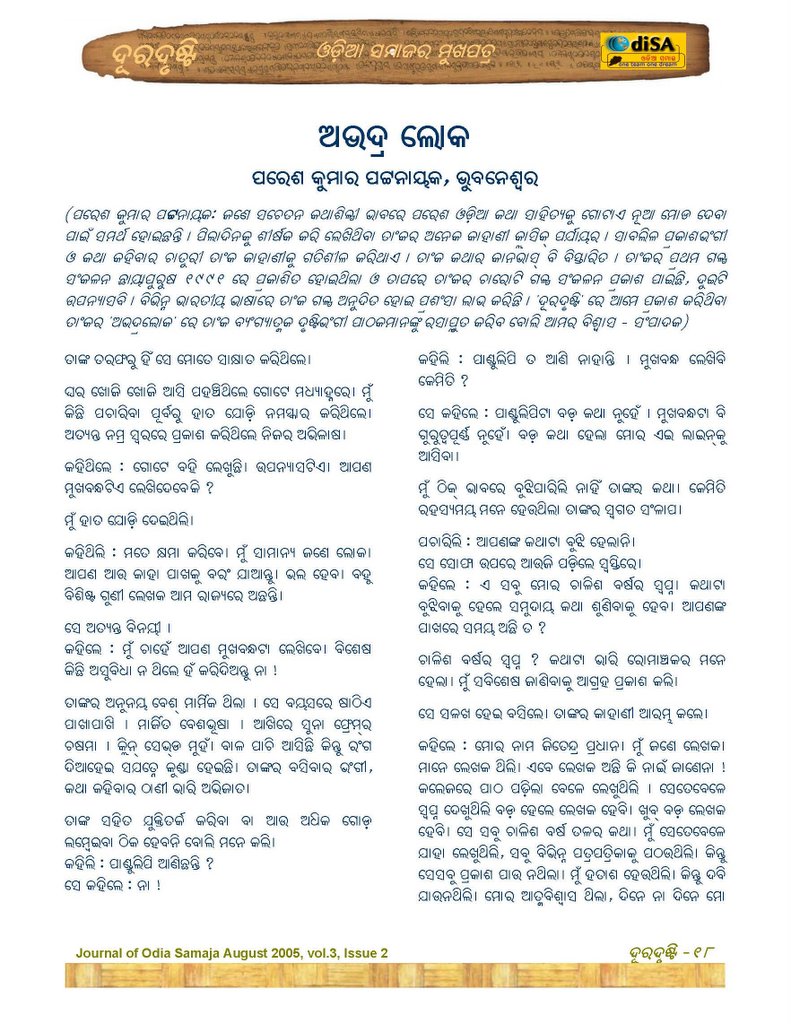 ଦୂରଦୃଷ୍ଟି
ଓଡ଼ିଆ ସମାଜର ମୁଖପତ୍ର
diSA
ଓଡ଼ିଆ ସମାଜ
one team one dream
ଅଭଦ୍ର ଲୋକ
ପରେଶ କୁମାର ପଟ୍ଟନାୟକ, ଭୁବନେଶ୍ୱର
(ପରେଶ କୁମାର ପଟ୍ଟନାୟକ: ଜଣେ ସଚେତନ କଥାଶିଳ୍ପୀ ଭାବରେ ପରେଶ ଓଡ଼ିଆ କଥା ସାହିତ୍ୟକୁ ଗୋଟାଏ ନୂଆ ମୋଡ ଦେବା
ପାଇଁ ସମର୍ଥ ହୋଇଛନ୍ତି । ପିଲାଦିନକୁ ଶୀର୍ଷକ କରି ଲେଖିଥିବା ତାଂକର ଅନେକ କାହାଣୀ କ୍ଲାସିକ୍ ପର୍ଯ୍ୟାୟର । ସାବଲିଳ ପ୍ରକାଶଭଂଗୀ
ଓ କଥା କହିବାର ଚାତୁରୀ ତାଂକ କାହାଣୀକୁ ଗତିଶୀଳ କରିଥାଏ । ତାଂକ କଥାର କାନଭାସ୍ ବି ବିସ୍ତାରିତ । ତାଂକର ପ୍ରଥମ ଗଳ୍ପ
ସଂକଳନ ଛାୟାପୁରୁଷ ୧୯୯୧ ରେ ପ୍ରକାଶିତ ହୋଇଥିଲା ଓ ତାପରେ ତାଂକର ଚାରୋଟି ଗଳ୍ପ ସଂକଳନ ପ୍ରକାଶ ପାଇଛି, ଦୁଇଟି
ଉପନ୍ୟାସବି । ବିଭିନ୍ନ ଭାରତୀୟ ଭାଷାରେ ତାଂକ ଗଳ୍ପ ଅନୁଦିତ ହୋଇ ପ୍ରଶଂସା ଲାଭ କରିଛି । 'ଦୂରଦୃଷ୍ଟି' ରେ ଆମେ ପ୍ରକାଶ କରିଥିବା
ତାଂକର 'ଅଭଦ୍ରଲୋକ' ରେ ତାଂକ ବ୍ୟଂଗ୍ୟାତ୍ମକ ଦୃଷ୍ଟିଭଂଗୀ ପାଠକମାନଙ୍କୁ ରସାପ୍ଲୁତ କରିବ ବୋଲି ଆମର ବିଶ୍ୱାସ - ସଂପାଦକ)
ତାଙ୍କ ତରଫରୁ ହିଁ ସେ ମୋତେ ସାକ୍ଷାତ କରିଥିଲେ।
ଘର ଖୋଜି ଖୋଜି ଆସି ପହଞ୍ଚିଥିଲେ ଗୋଟେ ମଧ୍ୟାହ୍ନରେ। ମୁଁ
କିଛି ପଚାରିବା ପୂର୍ବରୁ ହାତ ଯୋଡ଼ି ନମସ୍କାର କରିଥିଲେ।
ଅତ୍ୟନ୍ତ ନମ୍ର ସ୍ୱରରେ ପ୍ରକାଶ କରିଥିଲେ ନିଜର ଅଭିଳାଷ।
କହିଥିଲେ : ଗୋଟେ ବହି ଲେଖୁଛି। ଉପନ୍ୟାସଟିଏ। ଆପଣ
ମୁଖବନ୍ଧଟିଏ ଲେଖିଦେବେକି ?
ମୁଁ ହାତ ଯୋଡ଼ି ଦେଇଥିଲି।
କହିଥିଲି : ମତେ କ୍ଷମା କରିବେ। ମୁଁ ସାମାନ୍ୟ ଜଣେ ଲୋକ।
ଆପଣ ଆଉ କାହା ପାଖକୁ ବରଂ ଯାଆନ୍ତୁ। ଭଲ ହେବ। ବହୁ
ବିଶିଷ୍ଟ ଗୁଣୀ ଲେଖକ ଆମ ରାଜ୍ୟରେ ଅଛନ୍ତି।
ସେ ଅତ୍ୟନ୍ତ ବିନୟୀ ।
କହିଲେ : ମୁଁ ଚାହେଁ ଆପଣ ମୁଖବନ୍ଧଟା ଲେଖିବେ। ବିଶେଷ
କିଛି ଅସୁବିଧା ନ ଥିଲେ ହଁ କରିଦିଅନ୍ତୁ ନା !
ତାଙ୍କର ଅନୁନୟ ବେଶ୍ ମାର୍ମିକ ଥିଲା । ସେ ବୟସରେ ଷାଠିଏ
ପାଖାପାଖି । ମାର୍ଜିତ ବେଶଭୂଷା । ଆଖିରେ ସୁନା ଫ୍ରେମ୍‌ର
ଚଷମା । କ୍ଲିନ୍ ସେଭ୍‌ଡ ମୁହଁ। ବାଳ ପାଚି ଆସିଛି କିନ୍ତୁ ରଂଗ
ଦିଆହେଇ ସଯତ୍ନେ କୁଣ୍ଡା ହେଇଛି। ତାଙ୍କର ବସିବାର ଭଂଗୀ,
କଥା କହିବାର ଠାଣୀ ଭାରି ଅଭିଜାତ।
ତାଙ୍କ ସହିତ ଯୁକ୍ତିତର୍କ କରିବା ବା ଆଉ ଅଧିକ ଗୋଡ଼
ଲମ୍ବେଇବା ଠିକ ହେବନି ବୋଲି ମନେ କଲି।
କହିଲି : ପାଣ୍ଡୁଲିପି ଆଣିଛନ୍ତି ?
ସେ କହିଲେ : ନା !
କହିଲି : ପାଣ୍ଡୁଲିପି ତ ଆଣି ନାହାନ୍ତି । ମୁଖବନ୍ଧ ଲେଖିବି
କେମିତି ?
ସେ କହିଲେ : ପାଣ୍ଡୁଲିପିଟା ବଡ଼ କଥା ନୁହେଁ । ମୁଖବନ୍ଧଟା ବି
ଗୁରୁତ୍ୱପୂର୍ଣ୍ଣ ନୁହେଁ। ବଡ଼ କଥା ହେଲା ମୋର ଏଇ ଲାଇନ୍‌କୁ
ଆସିବା।
ମୁଁ ଠିକ୍ ଭାବରେ ବୁଝିପାରିଲି ନାହିଁ ତାଙ୍କର କଥା। କେମିତି
ରହସ୍ୟମୟ ମନେ ହେଉଥିଲା ତାଙ୍କର ସ୍ୱଗତ ସଂଳାପ।
ପଚାରିଲି : ଆପଣଙ୍କ କଥାଟା ବୁଝି ହେଲାନି।
ସେ ସୋଫା ଉପରେ ଆଉଜି ପଡ଼ିଲେ ସ୍ୱସ୍ତିରେ।
କହିଲେ : ଏ ସବୁ ମୋର ଚାଳିଶ ବର୍ଷର ସ୍ୱପ୍ନ। କଥାଟା
ବୁଝିବାକୁ ହେଲେ ସମୁଦାୟ କଥା ଶୁଣିବାକୁ ହେବ। ଆପଣଙ୍କ
ପାଖରେ ସମୟ ଅଛି ତ ?
ଚାଳିଶ ବର୍ଷର ସ୍ୱପ୍ନ ? କଥାଟା ଭାରି ରୋମାଞ୍ଚକର ମନେ
ହେଲା। ମୁଁ ସବିଶେଷ ଜାଣିବାକୁ ଆଗ୍ରହ ପ୍ରକାଶ କଲି।
ସେ ସଳଖ ହେଇ ବସିଲେ। ତାଙ୍କର କାହାଣୀ ଆରମ୍ଭ କଲେ।
କହିଲେ : ମୋର ନାମ ଜିତେନ୍ଦ୍ର ପ୍ରଧାନ। ମୁଁ ଜଣେ ଲେଖକ।
ମାନେ ଲେଖକ ଥିଲି। ଏବେ ଲେଖକ ଅଛି କି ନାଇଁ ଜାଣେନା !
କଲେଜରେ ପାଠ ପଢ଼ିଲା ବେଳେ ଲେଖୁଥିଲି । ସେତେବେଳେ
ସ୍ୱପ୍ନ ଦେଖୁଥିଲି ବଡ଼ ହେଲେ ଲେଖକ ହେବି। ଖୁବ୍ ବଡ଼ ଲେଖକ
ହେବି। ସେ ସବୁ ଚାଳିଶ ବର୍ଷ ତଳର କଥା। ମୁଁ ସେତେବେଳେ
ଯାହା ଲେଖୁଥିଲି, ସବୁ ବିଭିନ୍ନ ପତ୍ରପତ୍ରିକାକୁ ପଠଉଥିଲି। କିନ୍ତୁ
ସେସବୁ ପ୍ରକାଶ ପାଉ ନଥିଲା। ମୁଁ ହତାଶ ହେଉଥିଲି। କିନ୍ତୁ ଦବି
ଯାଉନଥିଲି। ମୋର ଆତ୍ମବିଶ୍ୱାସ ଥିଲା, ଦିନେ ନା ଦିନେ ମୋ
Journal of Odia Samaja August 2005, vol.3, Issue 2
ଦୂରଦୃଷ୍ଟି - ୧୮